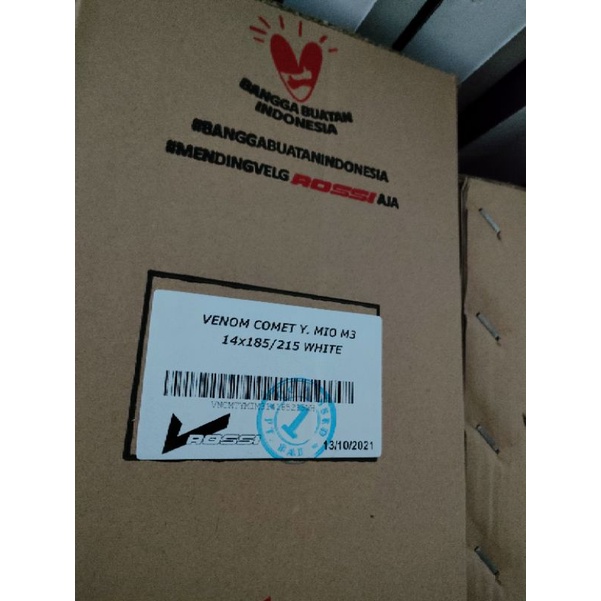 BANGGA BUATAN
INDONESIA
#BANGGABUATANINDONESIA
#MENDINGVELG ROSSI AJA
VENOM COMET Y. MIO M3
14x185/215 WHITE
V ROSSI
13/10/2021